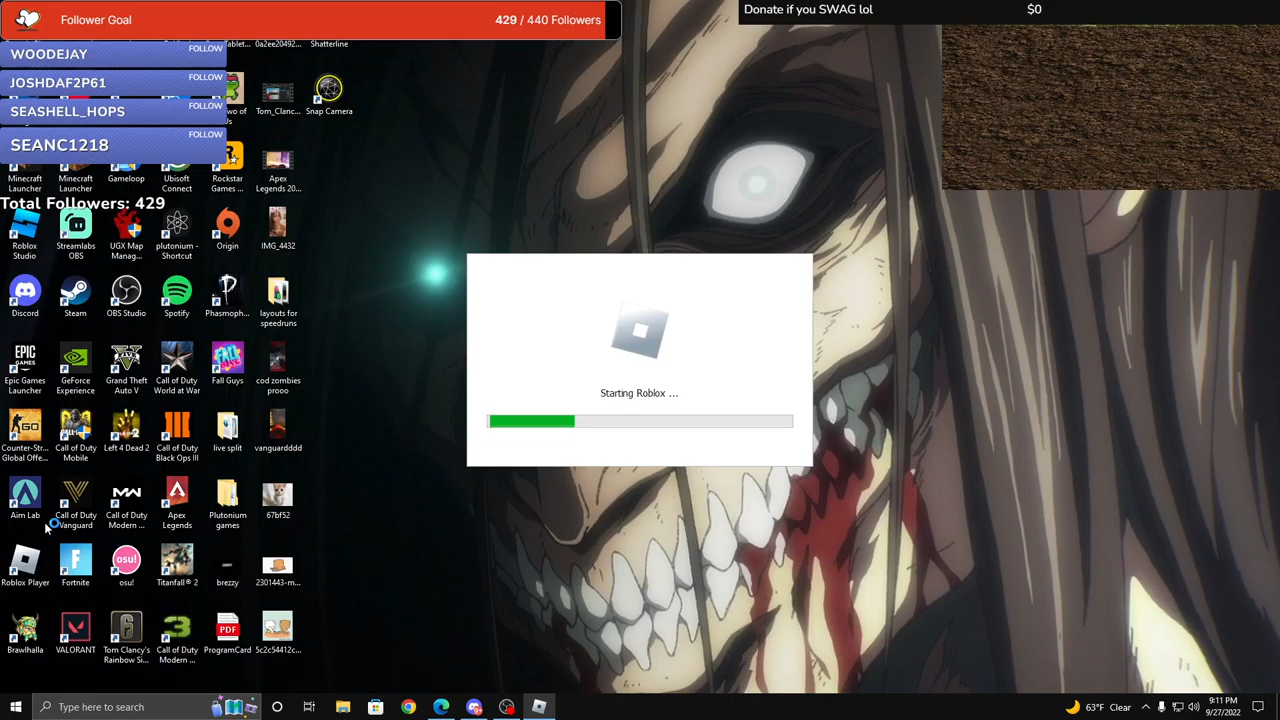 Follower Goal
429 / 440 Followers
Donate if you SWAG lol
$0
WOODEJAY
FOLLOW
JOSHDAF2P61
FOLLOW
SEASHELL_HOPS
FOLLOW
SEANC1218
FOLLOW
Total Followers: 429
0a2ee20492...
Shatterline
Tom_Clanc...
Snap Camera
Minecraft Launcher
Minecraft Launcher
Gameloop
Ubisoft Connect
Rockstar Games ...
Apex Legends 20...
Roblox Studio
Streamlabs OBS
UGX Map Manag...
plutonium - Shortcut
Origin
IMG_4432
Discord
Steam
OBS Studio
Spotify
Phasmoph...
layouts for speedruns
Epic Games Launcher
GeForce Experience
Grand Theft Auto V
Call of Duty World at War
Fall Guys
cod zombies prooo
Counter-Str... Global Offe...
Call of Duty Mobile
Left 4 Dead 2
Call of Duty Black Ops III
live split
vanguardddd
Aim Lab
Call of Duty Vanguard
Call of Duty Modern ...
Apex Legends
Plutonium games
67bf52
Roblox Player
Fortnite
osu!
Titanfall® 2
brezzy
2301443-m...
Brawlhalla
VALORANT
Tom Clancy's Rainbow Si...
Call of Duty Modern ...
ProgramCard
5c2c54412c...
Starting Roblox ...
Type here to search
63°F Clear
9:11 PM
9/27/2022